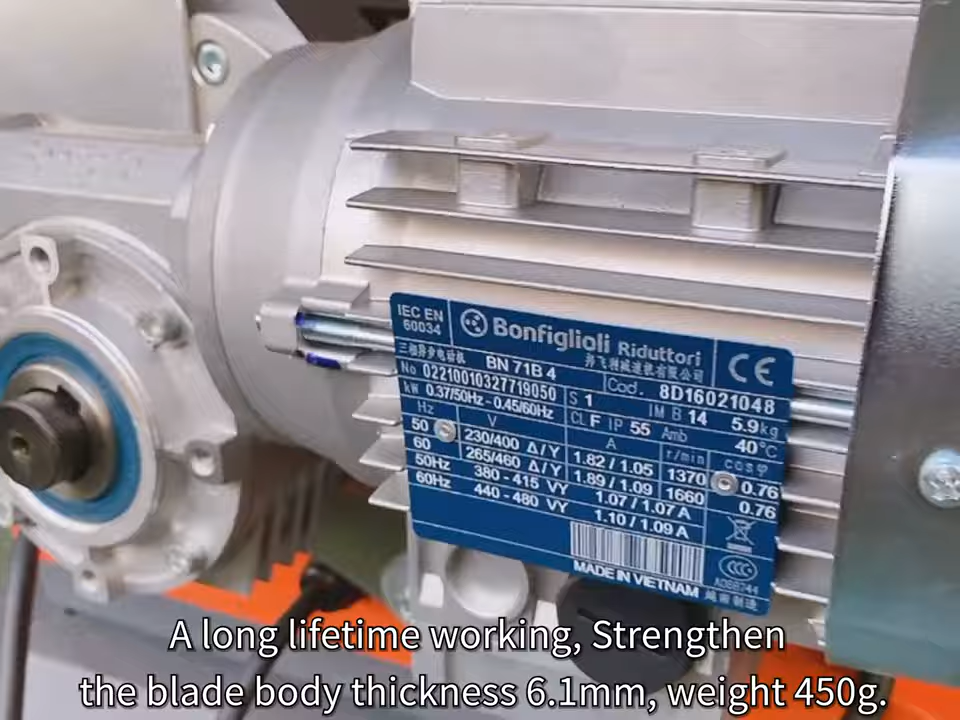 IEC EN
60034
Bonfiglioli Riduttori
三相异步电动机 BN 71B 4
邦飞利减速机有限公司
No 02210010327719050
Cod. 8D16021048
kW 0.37/50Hz - 0.45/60Hz
S 1 IM B 14 5.9kg
CL F IP 55 Amb 40°C
Hz V A r/min cosφ
50 230/400 Δ/Y 1.82 / 1.05 1370 0.76
60 265/460 Δ/Y 1.89 / 1.09 1660 0.76
50Hz 380 - 415 VY 1.07 / 1.07 A
60Hz 440 - 480 VY 1.10 / 1.09 A
CE
CCC
MADE IN VIETNAM 越南制造
A long lifetime working, Strengthen
the blade body thickness 6.1mm, weight 450g.